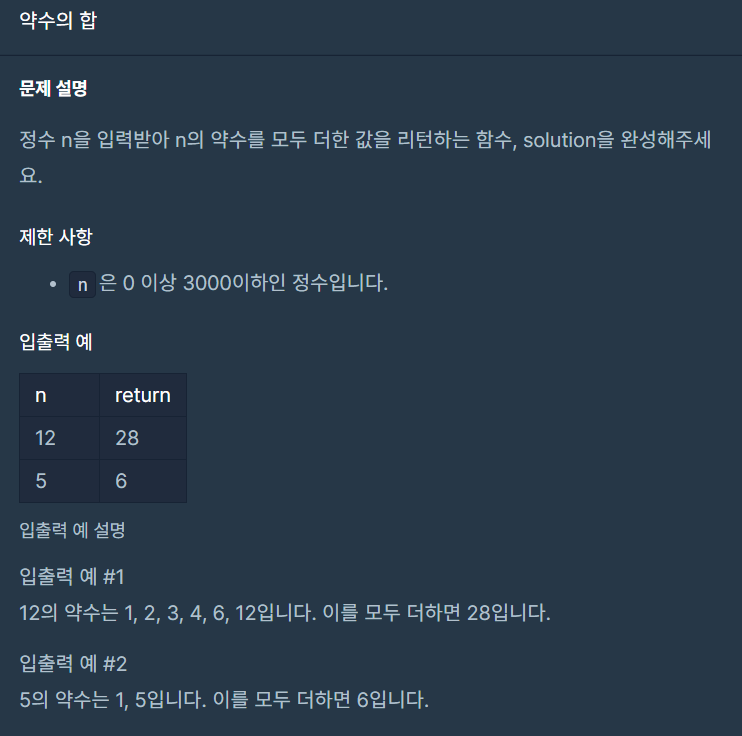 약수의 합
문제 설명
정수 n을 입력받아 n의 약수를 모두 더한 값을 리턴하는 함수, solution을 완성해주세
요.
제한 사항
• n은 0 이상 3000이하인 정수입니다.
입출력 예
n return
12 28
5 6
입출력 예 설명
입출력 예 #1
12의 약수는 1, 2, 3, 4, 6, 12입니다. 이를 모두 더하면 28입니다.
입출력 예 #2
5의 약수는 1, 5입니다. 이를 모두 더하면 6입니다.